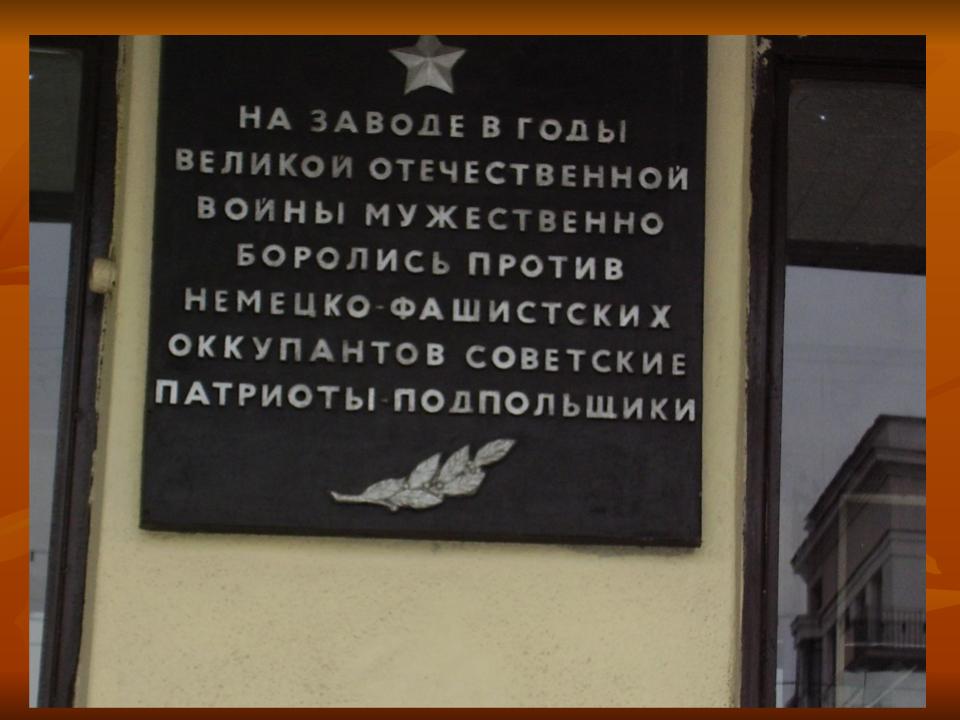 НА ЗАВОДЕ В ГОДЫ
ВЕЛИКОЙ ОТЕЧЕСТВЕННОЙ
ВОЙНЫ МУЖЕСТВЕННО
БОРОЛИСЬ ПРОТИВ
НЕМЕЦКО-ФАШИСТСКИХ
ОККУПАНТОВ СОВЕТСКИЕ
ПАТРИОТЫ-ПОДПОЛЬЩИКИ